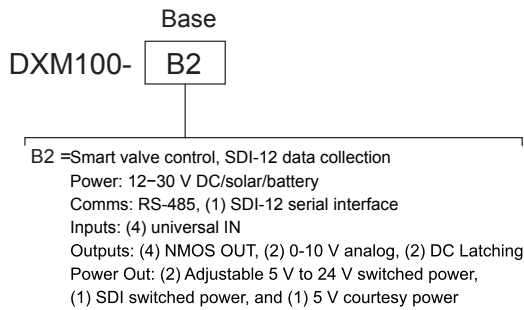 Base
DXM100- B2
B2 =Smart valve control, SDI-12 data collection
Power: 12−30 V DC/solar/battery
Comms: RS-485, (1) SDI-12 serial interface
Inputs: (4) universal IN
Outputs: (4) NMOS OUT, (2) 0-10 V analog, (2) DC Latching
Power Out: (2) Adjustable 5 V to 24 V switched power,
(1) SDI switched power, and (1) 5 V courtesy power